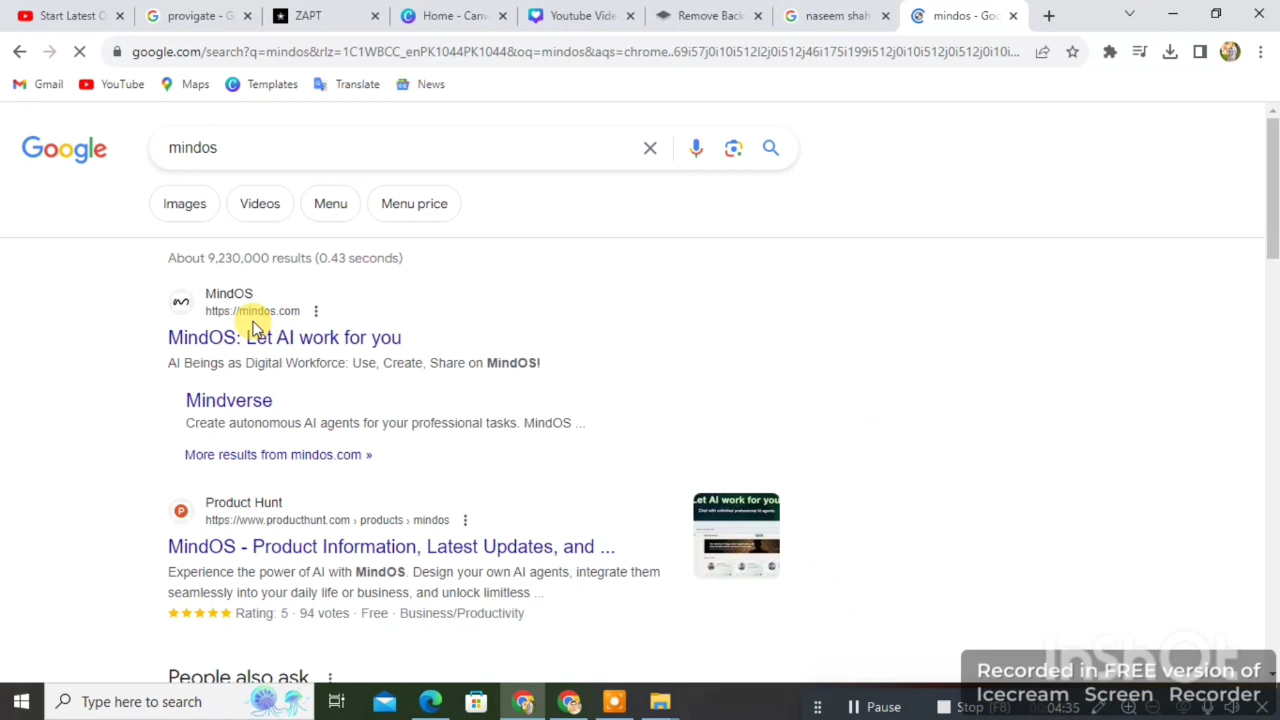 Start Latest O
provigate - G
ZAPT
Home - Canv
Youtube Vide
Remove Back
naseem shah
mindos - Goo
google.com/search?q=mindos&rlz=1C1WBCC_enPK1044PK1044&oq=mindos&aqs=chrome..69i57j0i10i512l2j0i512j46i175i199i512j0i10i512j0i512j0i10i...
Gmail
YouTube
Maps
Templates
Translate
News
Google
mindos
Images
Videos
Menu
Menu price
About 9,230,000 results (0.43 seconds)
MindOS
https://mindos.com
MindOS: Let AI work for you
AI Beings as Digital Workforce: Use, Create, Share on MindOS!
Mindverse
Create autonomous AI agents for your professional tasks. MindOS ...
More results from mindos.com »
Product Hunt
https://www.producthunt.com › products › mindos
MindOS - Product Information, Latest Updates, and ...
Experience the power of AI with MindOS. Design your own AI agents, integrate them
seamlessly into your daily life or business, and unlock limitless ...
Rating: 5 · 94 votes · Free · Business/Productivity
Let AI work for you
People also ask
InShOt
Recorded in FREE version of
Icecream Screen Recorder
Type here to search
Pause
Stop (F8)
00:04:35